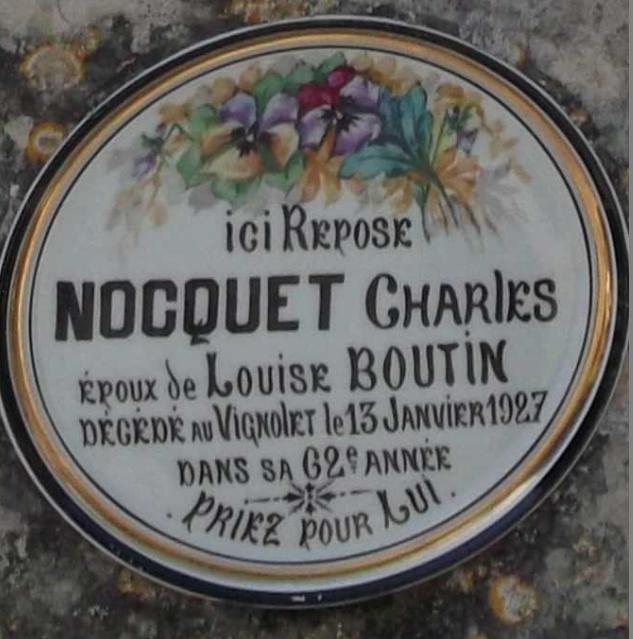 ici REPOSE
NOCQUET CHARlES
ÉPOUX de LOUiSE BOUTiN
DÉCÉDÉ AU ViGNOLET le 13 JANViER 1927
DANS SA 62e ANNÉE
. PRiEZ POUR LUi .